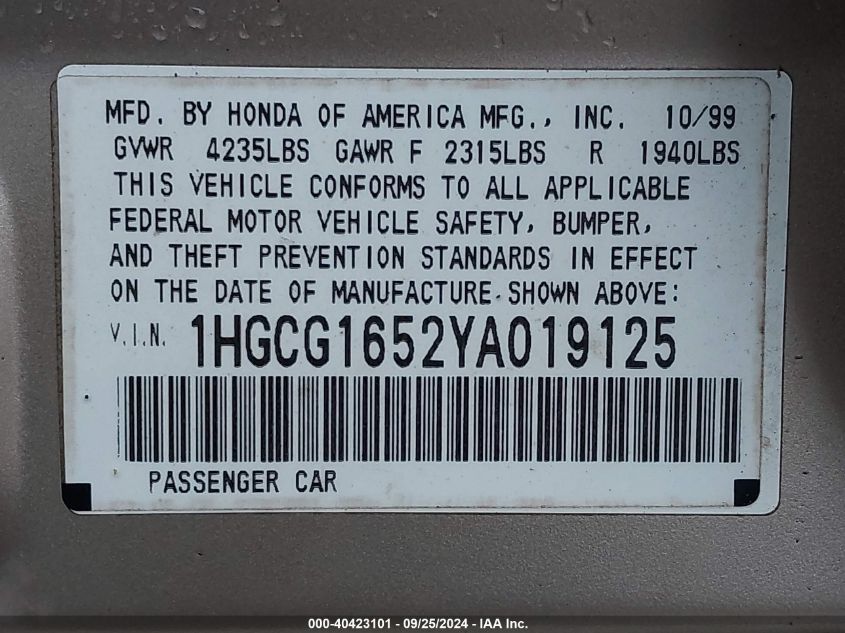 MFD. BY HONDA OF AMERICA MFG., INC. 10/99
GVWR 4235LBS GAWR F 2315LBS R 1940LBS
THIS VEHICLE CONFORMS TO ALL APPLICABLE
FEDERAL MOTOR VEHICLE SAFETY, BUMPER,
AND THEFT PREVENTION STANDARDS IN EFFECT
ON THE DATE OF MANUFACTURE SHOWN ABOVE:
V.I.N. 1HGCG1652YA019125
PASSENGER CAR
000-40423101 - 09/25/2024 - IAA Inc.